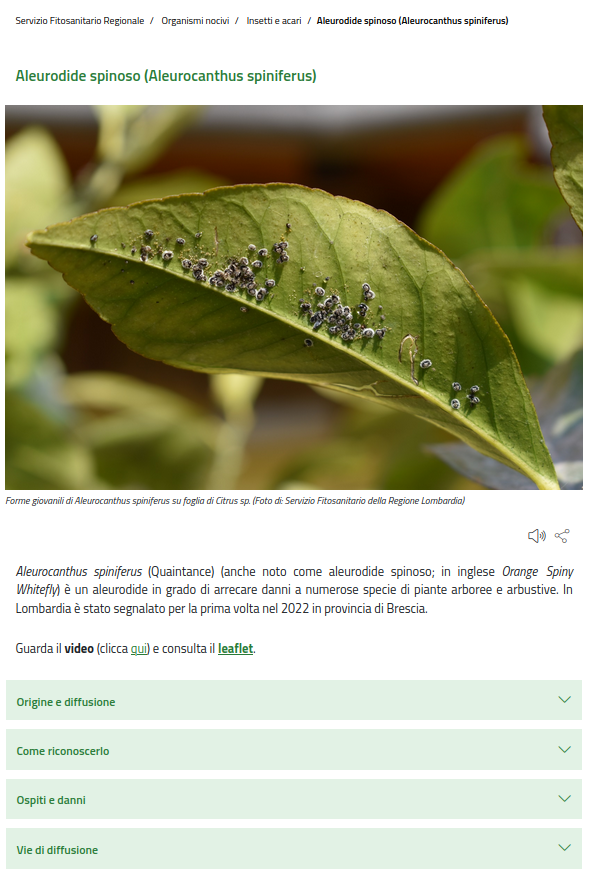 Servizio Fitosanitario Regionale / Organismi nocivi / Insetti e acari / Aleurodide spinoso (Aleurocanthus spiniferus)
Aleurodide spinoso (Aleurocanthus spiniferus)
Forme giovanili di Aleurocanthus spiniferus su foglia di Citrus sp. (Foto di: Servizio Fitosanitario della Regione Lombardia)
Aleurocanthus spiniferus (Quaintance) (anche noto come aleurodide spinoso; in inglese Orange Spiny
Whitefly) è un aleurodide in grado di arrecare danni a numerose specie di piante arboree e arbustive. In
Lombardia è stato segnalato per la prima volta nel 2022 in provincia di Brescia.
Guarda il video (clicca qui) e consulta il leaflet.
Origine e diffusione
Come riconoscerlo
Ospiti e danni
Vie di diffusione